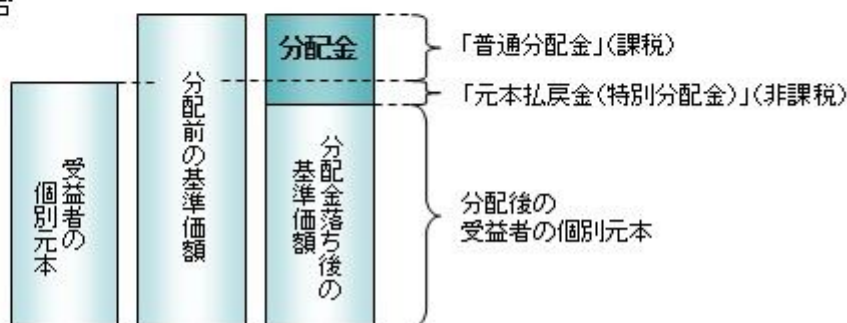 分配金
「普通分配金」(課税)
「元本払戻金(特別分配金)」(非課税)
受益者の
個別元本
分配前の基準価額
分配金落ち後の
基準価額
分配後の
受益者の個別元本